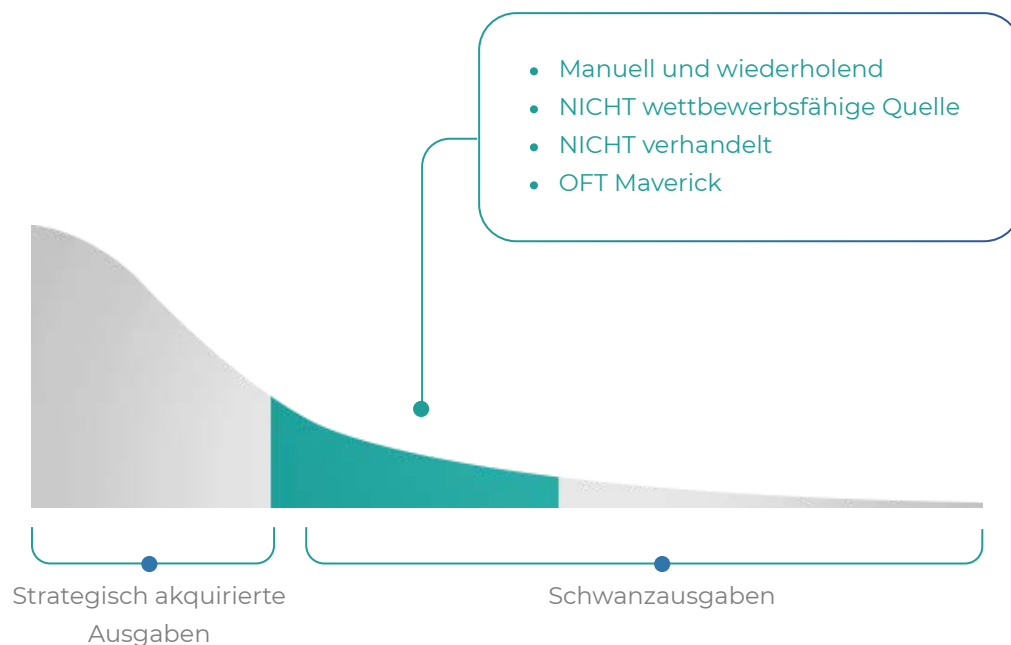 Manuell und wiederholend
NICHT wettbewerbsfähige Quelle
NICHT verhandelt
OFT Maverick
Strategisch akquirierte
Ausgaben
Schwanzausgaben